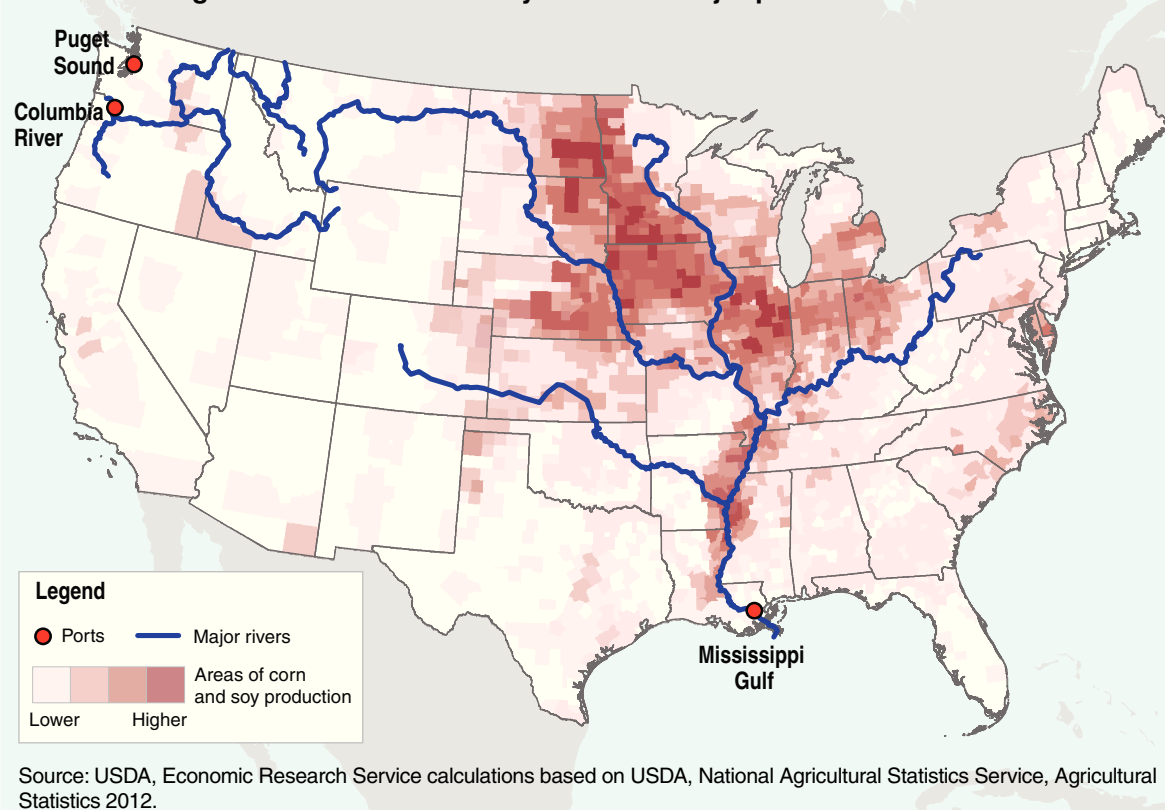 Puget
Sound
Columbia
River
Mississippi
Gulf
Legend
Ports
Major rivers
Areas of corn
and soy production
Lower
Higher
Source: USDA, Economic Research Service calculations based on USDA, National Agricultural Statistics Service, Agricultural
Statistics 2012.